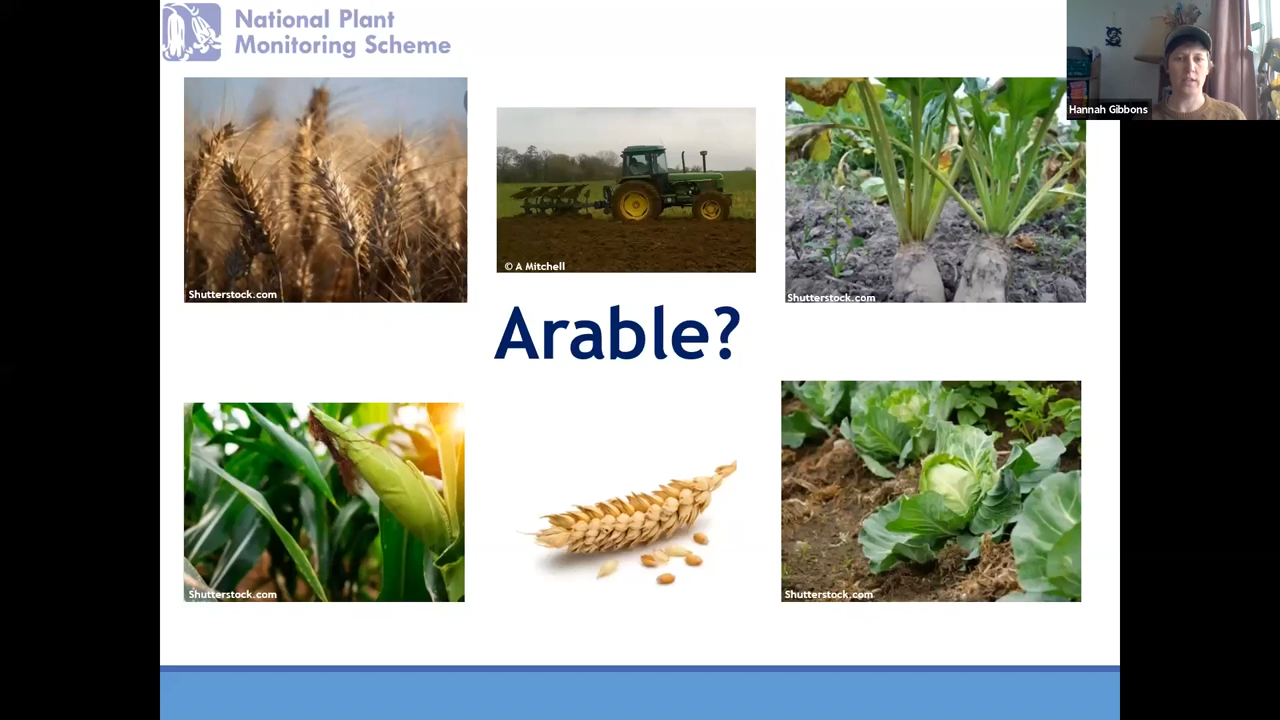 National Plant
Monitoring Scheme
Hannah Gibbons
Shutterstock.com
© A Mitchell
Shutterstock.com
Arable?
Shutterstock.com
Shutterstock.com